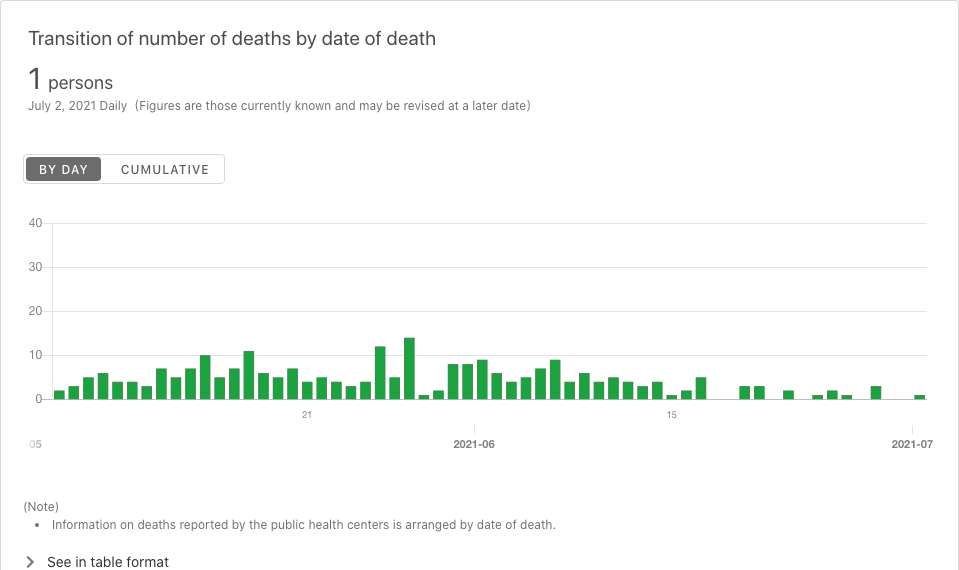 Transition of number of deaths by date of death
1 persons
July 2, 2021 Daily (Figures are those currently known and may be revised at a later date)
BY DAY CUMULATIVE
40
30
20
10
0
21 15
-05 2021-06 2021-07
(Note)
• Information on deaths reported by the public health centers is arranged by date of death.
See in table format